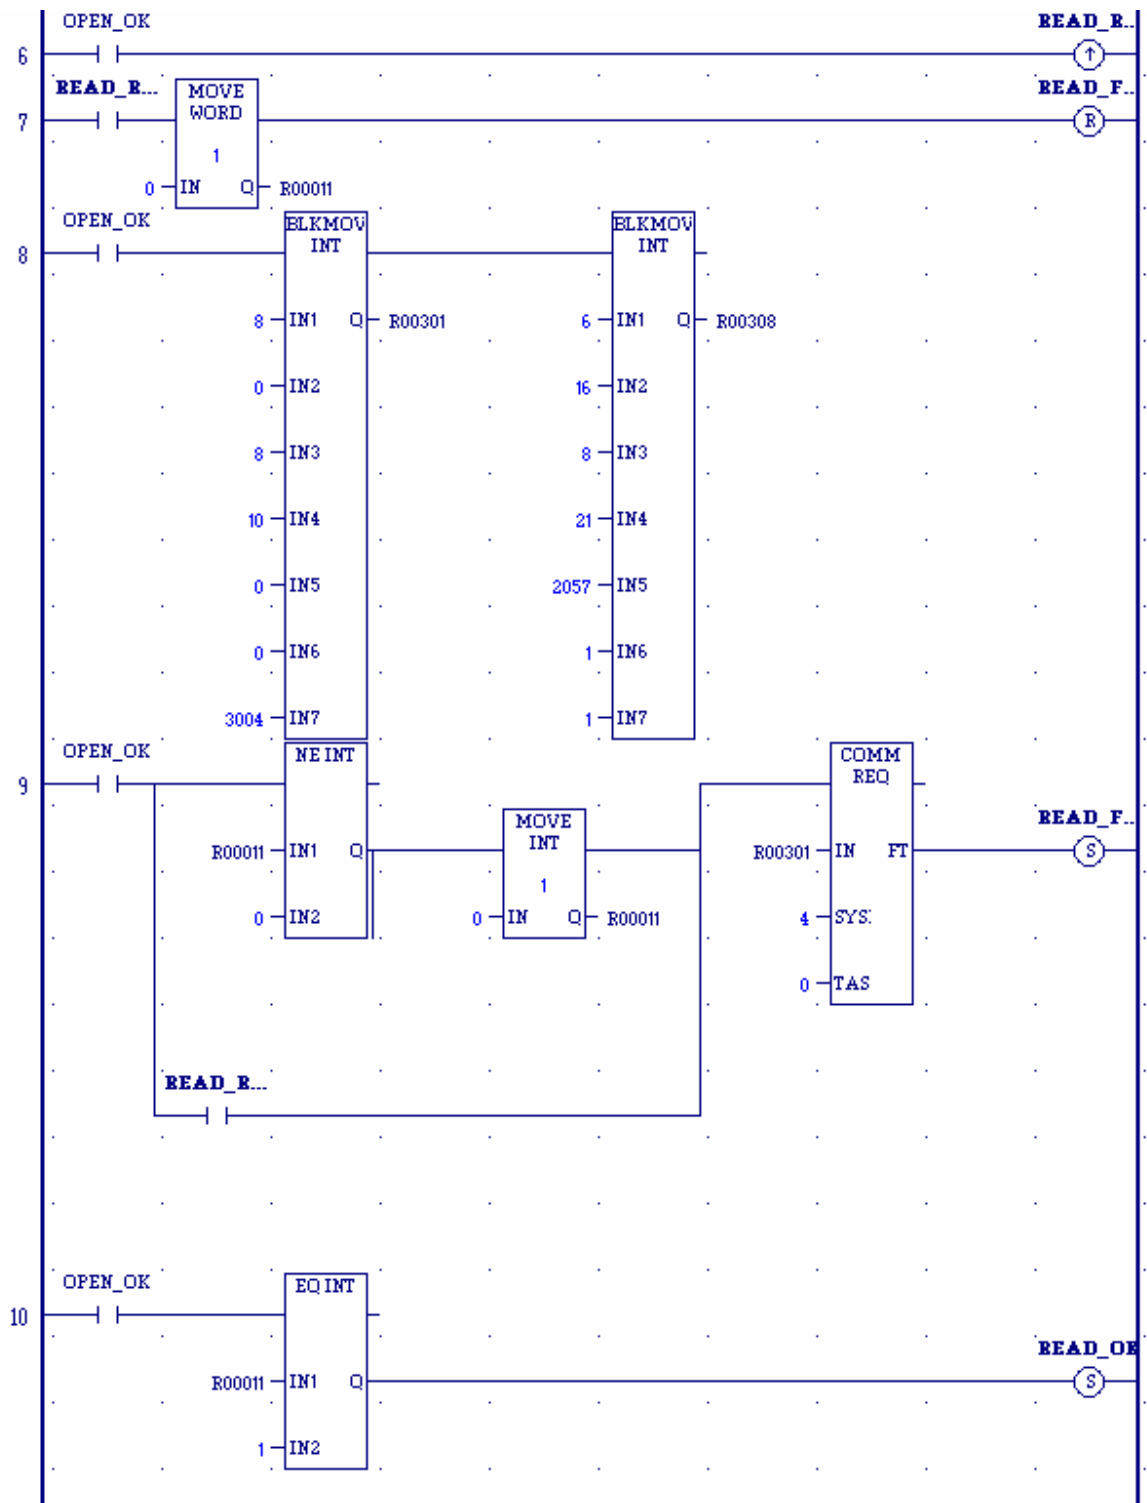 OPEN_OK READ_R..
6 ↑
READ_R... MOVE WORD READ_F..
7 1 R
0 IN Q R00011
OPEN_OK BLKMOV INT BLKMOV INT
8
8 IN1 Q R00301 6 IN1 Q R00308
0 IN2 16 IN2
8 IN3 8 IN3
10 IN4 21 IN4
0 IN5 2057 IN5
0 IN6 1 IN6
3004 IN7 1 IN7
OPEN_OK NE INT COMM REQ
9
MOVE INT READ_F..
R00011 IN1 Q 1 R00301 IN FT S
0 IN2 0 IN Q R00011 4 SYS:
0 TAS
READ_R...
OPEN_OK EQ INT
10
READ_OK
R00011 IN1 Q S
1 IN2